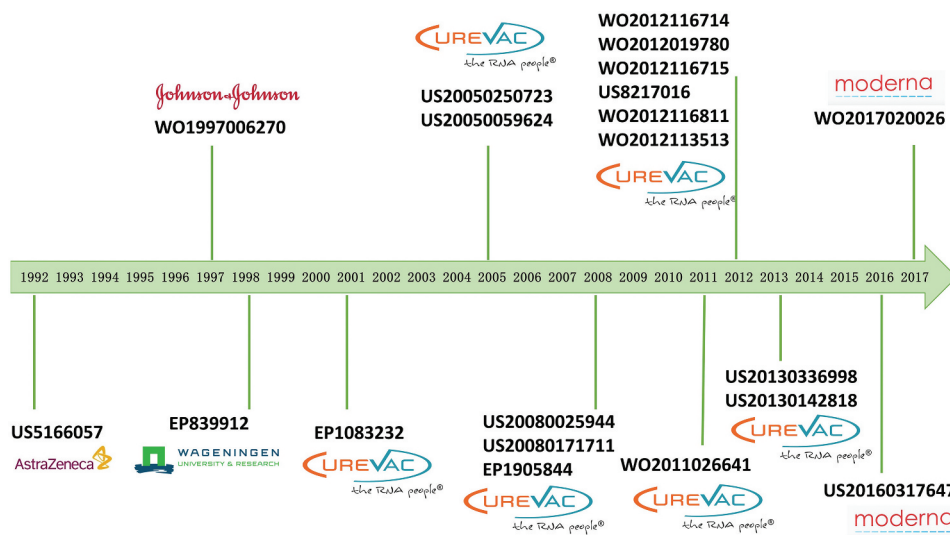 CUREVAC
the RNA people®
US20050250723
US20050059624
WO2012116714
WO2012019780
WO2012116715
US8217016
WO2012116811
WO2012113513
CUREVAC
the RNA people®
Johnson+Johnson
WO1997006270
moderna
WO2017020026
1992 1993 1994 1995 1996 1997 1998 1999 2000 2001 2002 2003 2004 2005 2006 2007 2008 2009 2010 2011 2012 2013 2014 2015 2016 2017
US5166057
AstraZeneca
EP839912
WAGENINGEN
UNIVERSITY & RESEARCH
EP1083232
CUREVAC
the RNA people®
US20080025944
US20080171711
EP1905844
CUREVAC
the RNA people®
WO2011026641
CUREVAC
the RNA people®
US20130336998
US20130142818
CUREVAC
the RNA people®
US20160317647
moderna